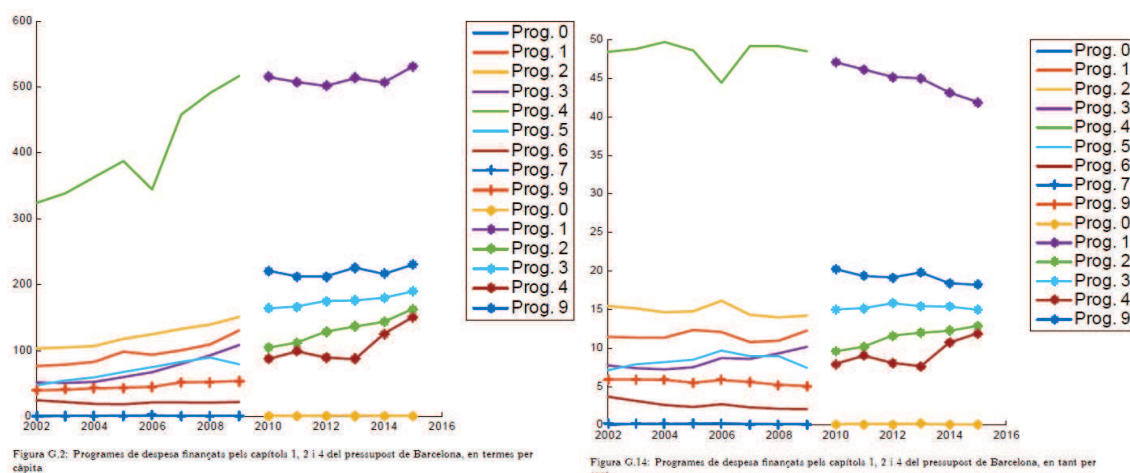 600
500
400
300
200
100
0
2002
2004
2006
2008
2010
2012
2014
2016
Prog. 0
Prog. 1
Prog. 2
Prog. 3
Prog. 4
Prog. 5
Prog. 6
Prog. 7
Prog. 9
Prog. 0
Prog. 1
Prog. 2
Prog. 3
Prog. 4
Prog. 9
Figura G.2: Programes de despesa finançats pels capítols 1, 2 i 4 del pressupost de Barcelona, en termes per
càpita
50
45
40
35
30
25
20
15
10
5
0
2002
2004
2006
2008
2010
2012
2014
2016
Prog. 0
Prog. 1
Prog. 2
Prog. 3
Prog. 4
Prog. 5
Prog. 6
Prog. 7
Prog. 9
Prog. 0
Prog. 1
Prog. 2
Prog. 3
Prog. 4
Prog. 9
Figura G.14: Programes de despesa finançats pels capítols 1, 2 i 4 del pressupost de Barcelona, en tant per